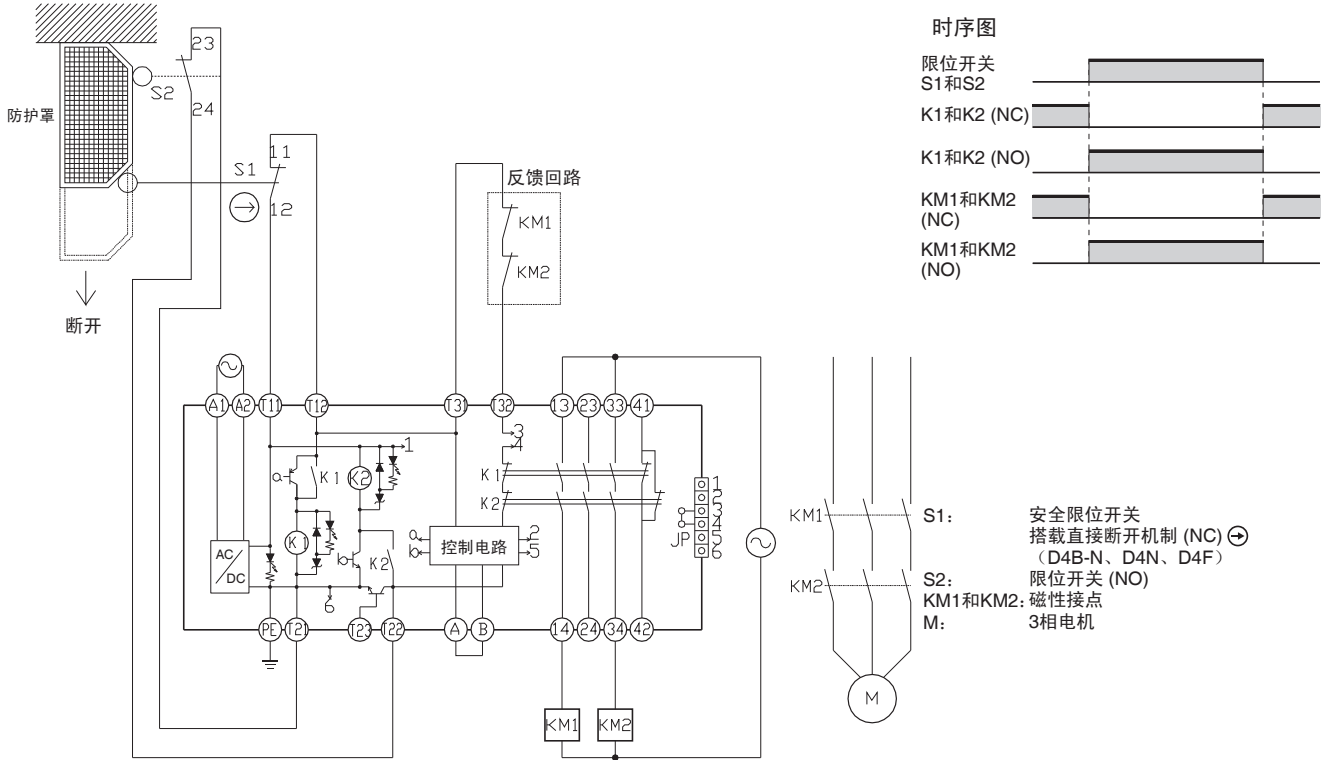 时序图
限位开关
S1和S2
K1和K2 (NC)
K1和K2 (NO)
KM1和KM2
(NC)
KM1和KM2
(NO)
防护罩
断开
23
S2
24
11
S1
12
反馈回路
KM1
KM2
A1 A2 T11 T12 T31 T32 13 23 33 41
1
3
4
a
K1
K2
K1
K2
K1
K2
AC
DC
a
b
控制电路
2
5
b
6
JP
1
2
3
4
5
6
PE T21 T23 T22 A B 14 24 34 42
KM1 KM2
KM1
KM2
M
S1: 安全限位开关
搭载直接断开机制 (NC)
(D4B-N、D4N、D4F)
S2: 限位开关 (NO)
KM1和KM2: 磁性接点
M: 3相电机